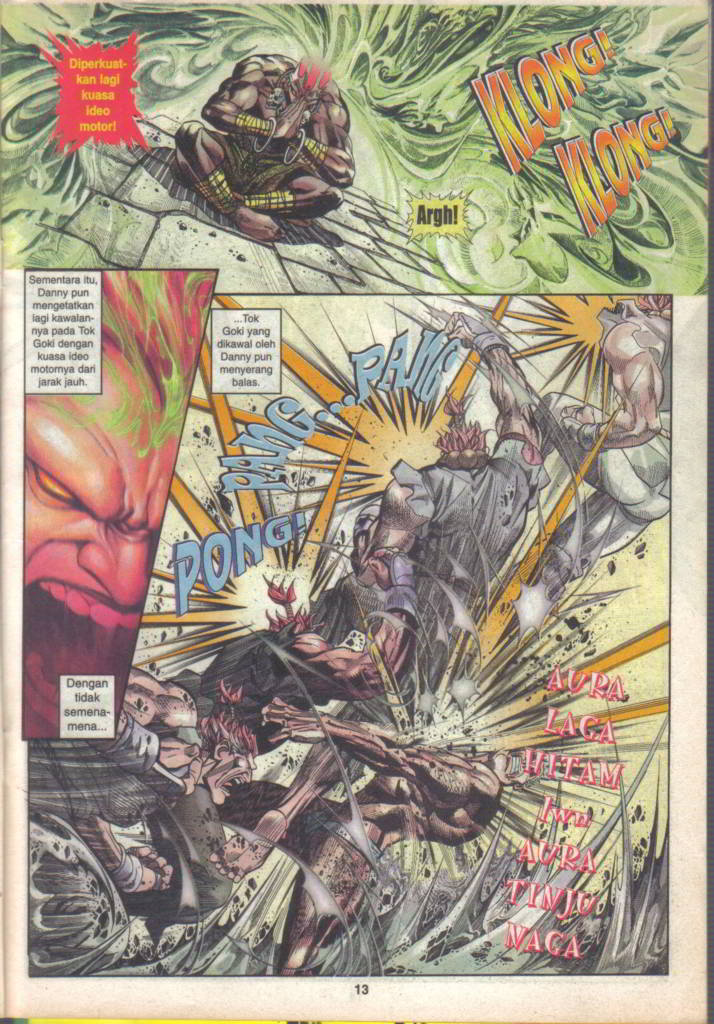 Diperkuat-
kan lagi
kuasa
ideo
motor!
KLONG!
KLONG!
Argh!
Sementara itu,
Danny pun
mengetatkan
lagi kawalan-
nya pada Tok
Goki dengan
kuasa ideo
motornya dari
jarak jauh.
...Tok
Goki yang
dikawal oleh
Danny pun
menyerang
balas.
PANG...PANG
PONG!
Dengan
tidak
semena-
mena...
AURA
LAGA
HITAM
AURA
TINJU
NAGA
13